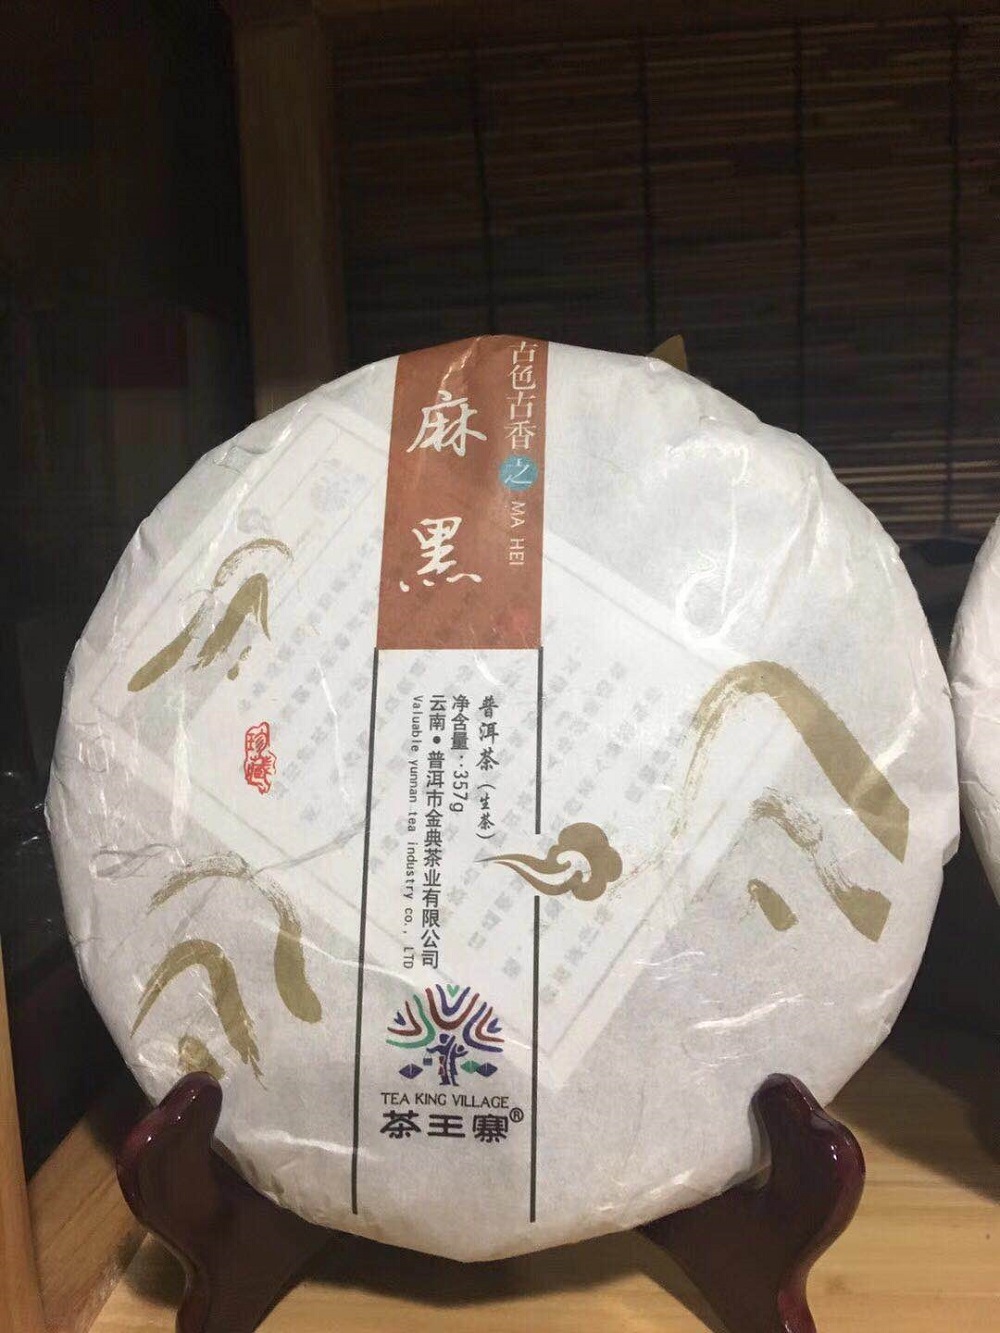 古色古香之 MA HEI
麻黑
普洱茶（生茶）
净含量：357g
云南•普洱市金典茶业有限公司
Valuable yunnan tea industry co., LTD
珍藏
TEA KING VILLAGE
茶王寨®